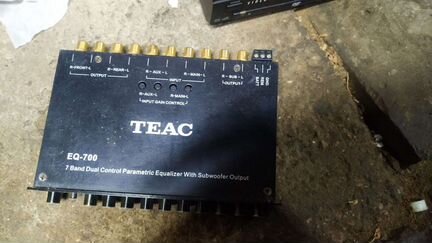 R-FRONT-L
R-REAR-L
OUTPUT
R-AUX-L
R-MAIN-L
INPUT
R-SUB-L
OUTPUT
R-AUX-L
R-MAIN-L
INPUT GAIN CONTROL
TEAC
EQ-700
7 Band Dual Control Parametric Equalizer With Subwoofer Output